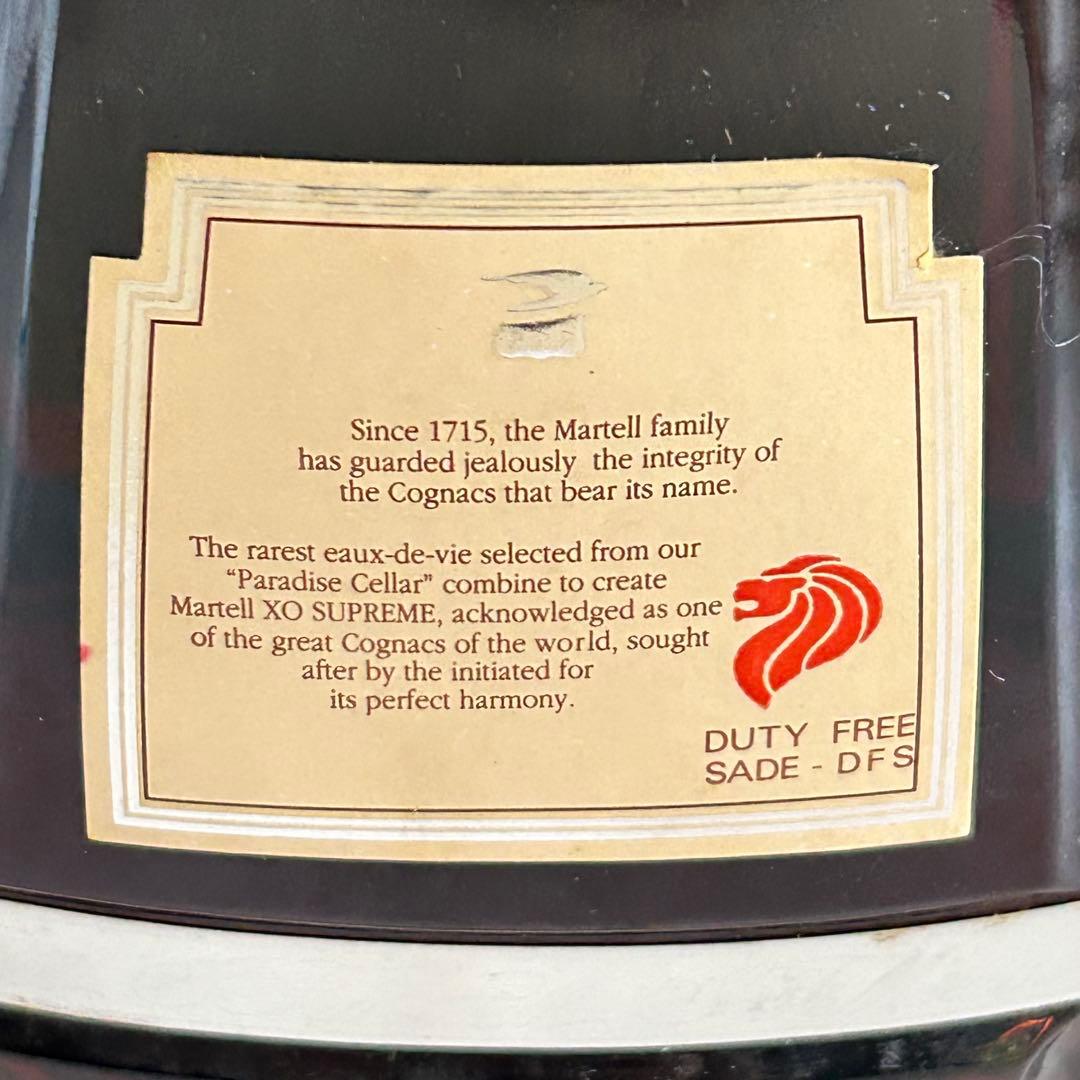 Since 1715, the Martell family
has guarded jealously the integrity of
the Cognacs that bear its name.
The rarest eaux-de-vie selected from our
“Paradise Cellar” combine to create
Martell XO SUPREME, acknowledged as one
of the great Cognacs of the world, sought
after by the initiated for
its perfect harmony.
DUTY FREE
SADE - DFS